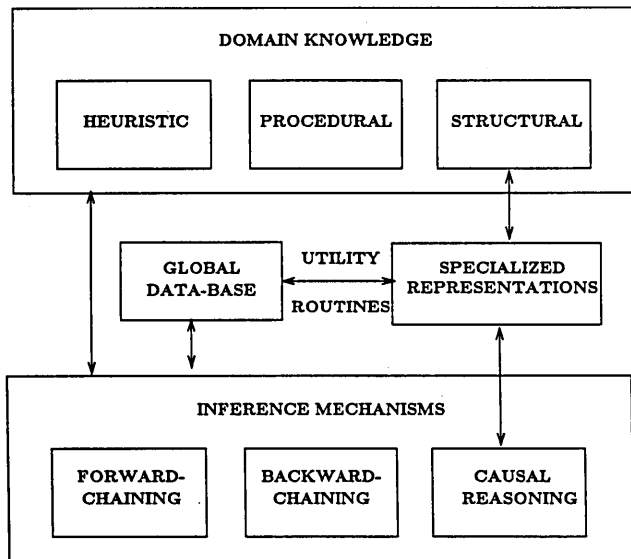 DOMAIN KNOWLEDGE
HEURISTIC
PROCEDURAL
STRUCTURAL
GLOBAL
DATA-BASE
UTILITY
ROUTINES
SPECIALIZED
REPRESENTATIONS
INFERENCE MECHANISMS
FORWARD-
CHAINING
BACKWARD-
CHAINING
CAUSAL
REASONING